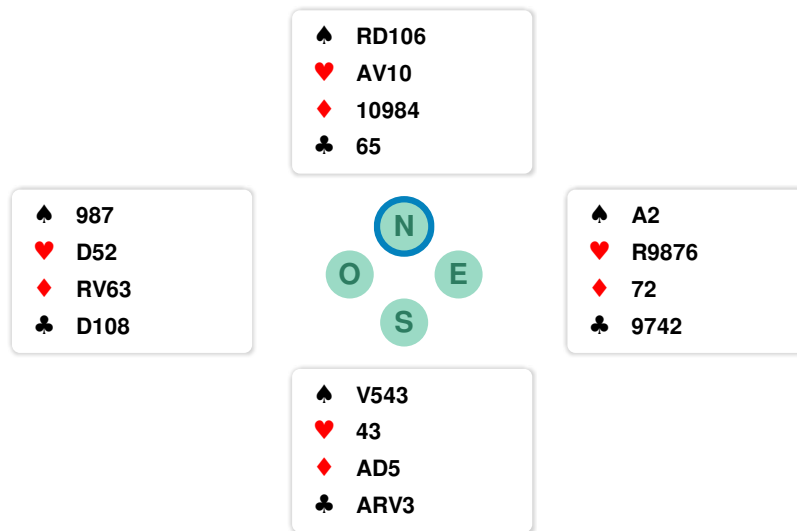 ♠ RD106
♥ AV10
♦ 10984
♣ 65
♠ 987
♥ D52
♦ RV63
♣ D108
N
O
E
S
♠ A2
♥ R9876
♦ 72
♣ 9742
♠ V543
♥ 43
♦ AD5
♣ ARV3